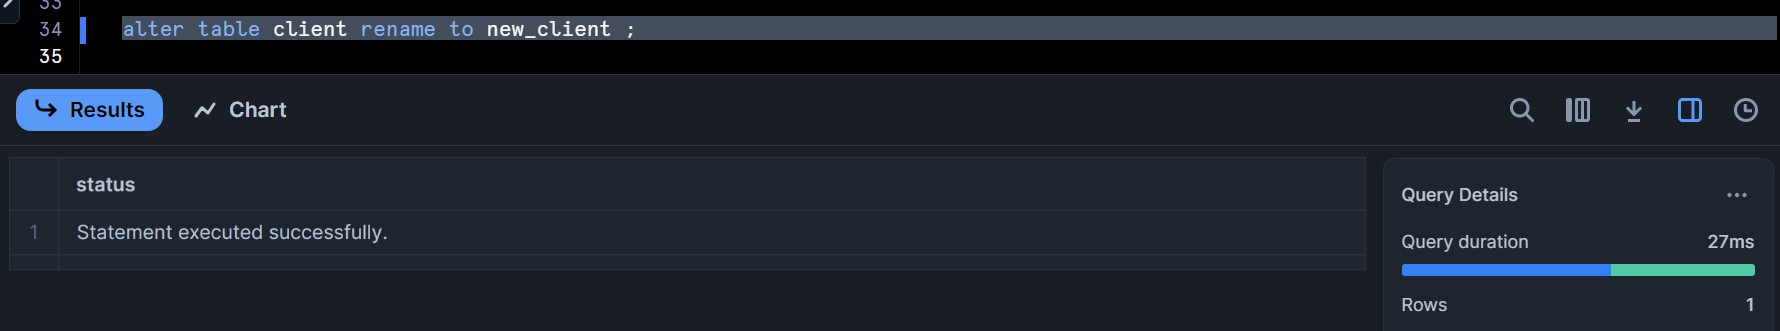 33
34 alter table client rename to new_client ;
35
Results Chart
status
1 Statement executed successfully.
Query Details
Query duration 27ms
Rows 1